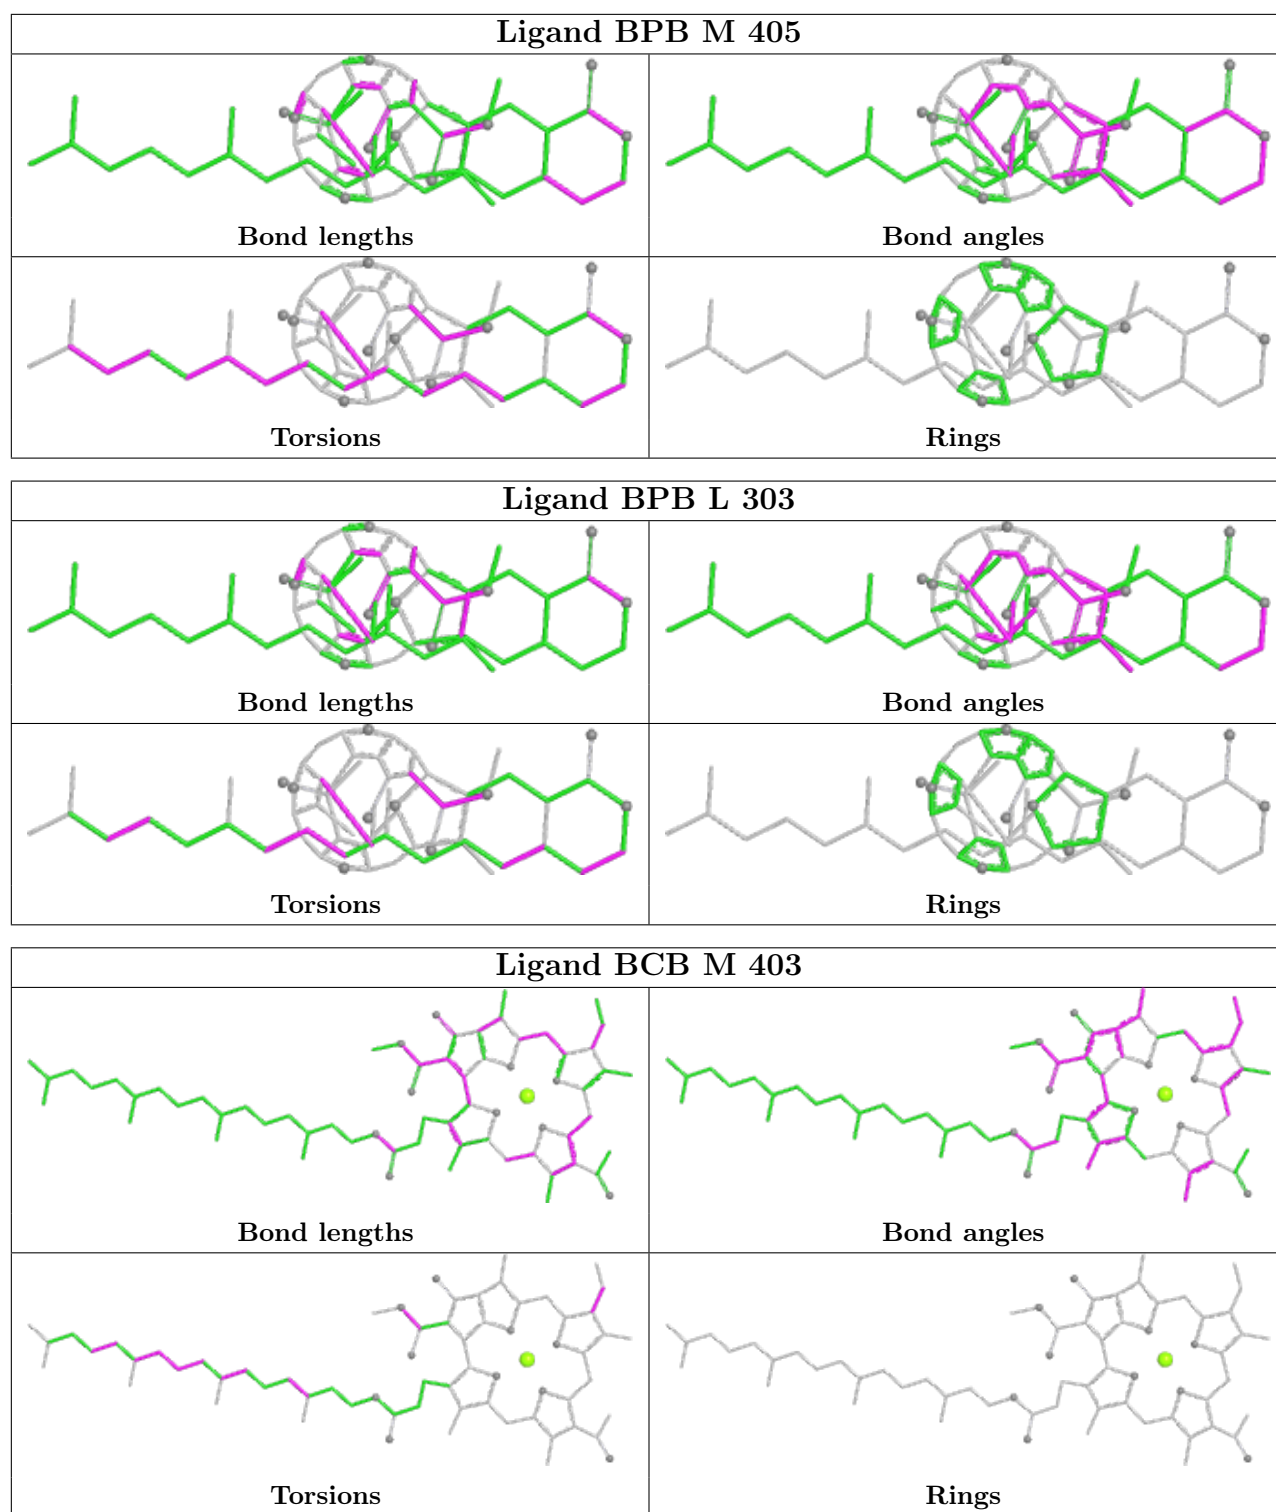 Ligand BPB M 405
Bond lengths
Bond angles
Torsions
Rings
Ligand BPB L 303
Bond lengths
Bond angles
Torsions
Rings
Ligand BCB M 403
Bond lengths
Bond angles
Torsions
Rings